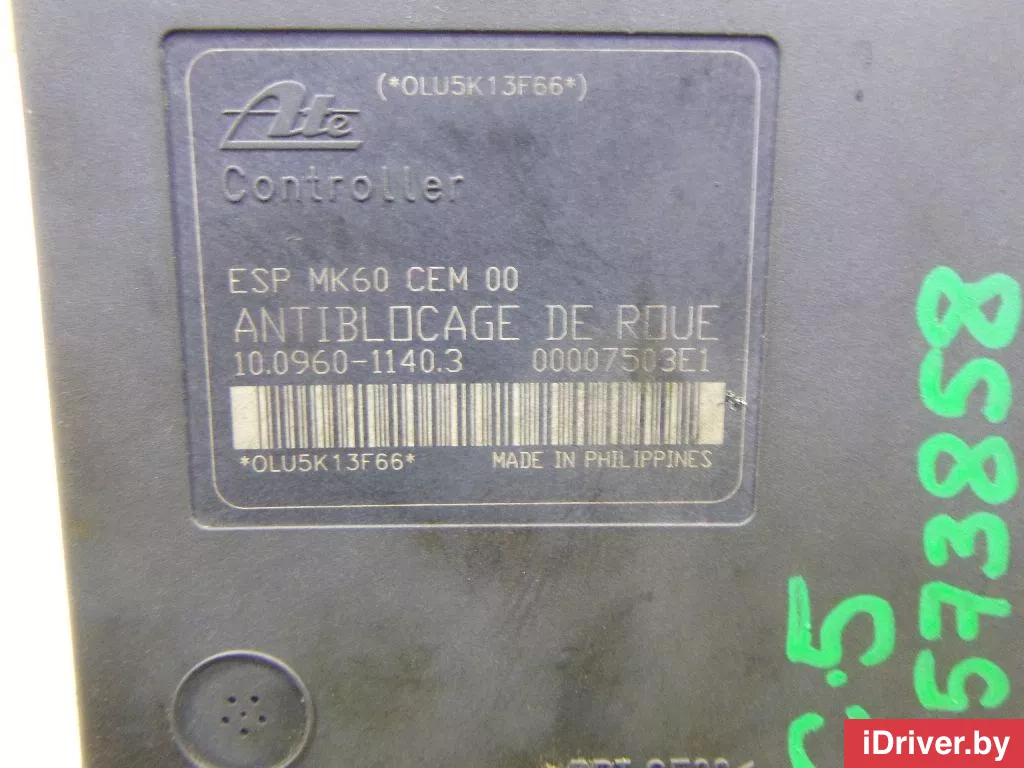 (*OLU5K13F66*)
Ate
Controller
ESP MK60 CEM 00
ANTIBLOCAGE DE ROUE
10.0960-1140.3 00007503E1
*OLU5K13F66*
MADE IN PHILIPPINES
5738858
iDriver.by